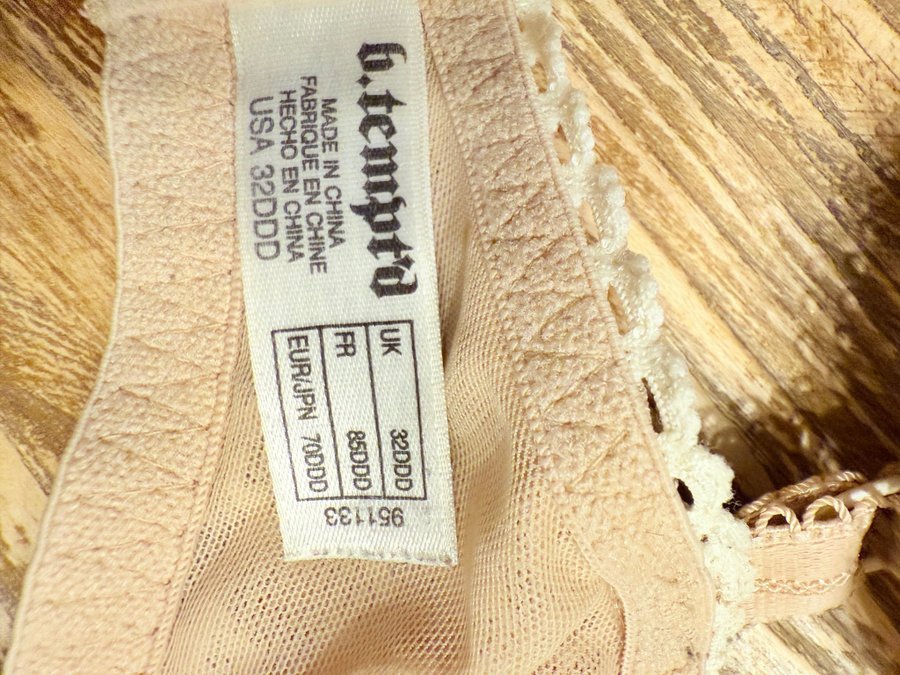 b.tempt'd
MADE IN CHINA
FABRIQUE EN CHINE
HECHO EN CHINA
USA 32DDD
UK 32DDD
FR 85DDD
EUR/JPN 70DDD
951133